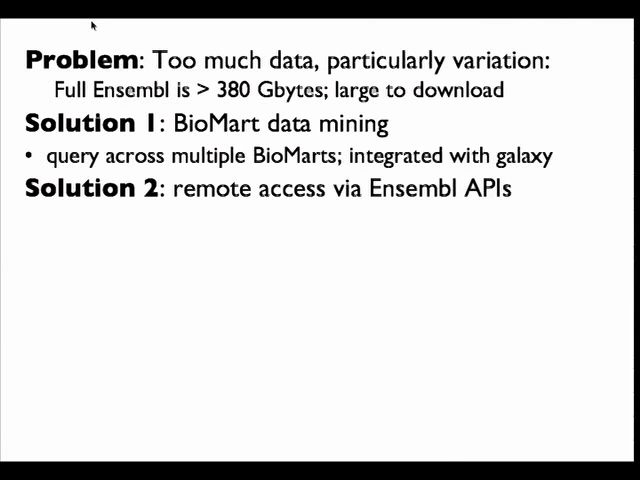 Problem: Too much data, particularly variation:
Full Ensembl is > 380 Gbytes; large to download
Solution 1: BioMart data mining
• query across multiple BioMarts; integrated with galaxy
Solution 2: remote access via Ensembl APIs